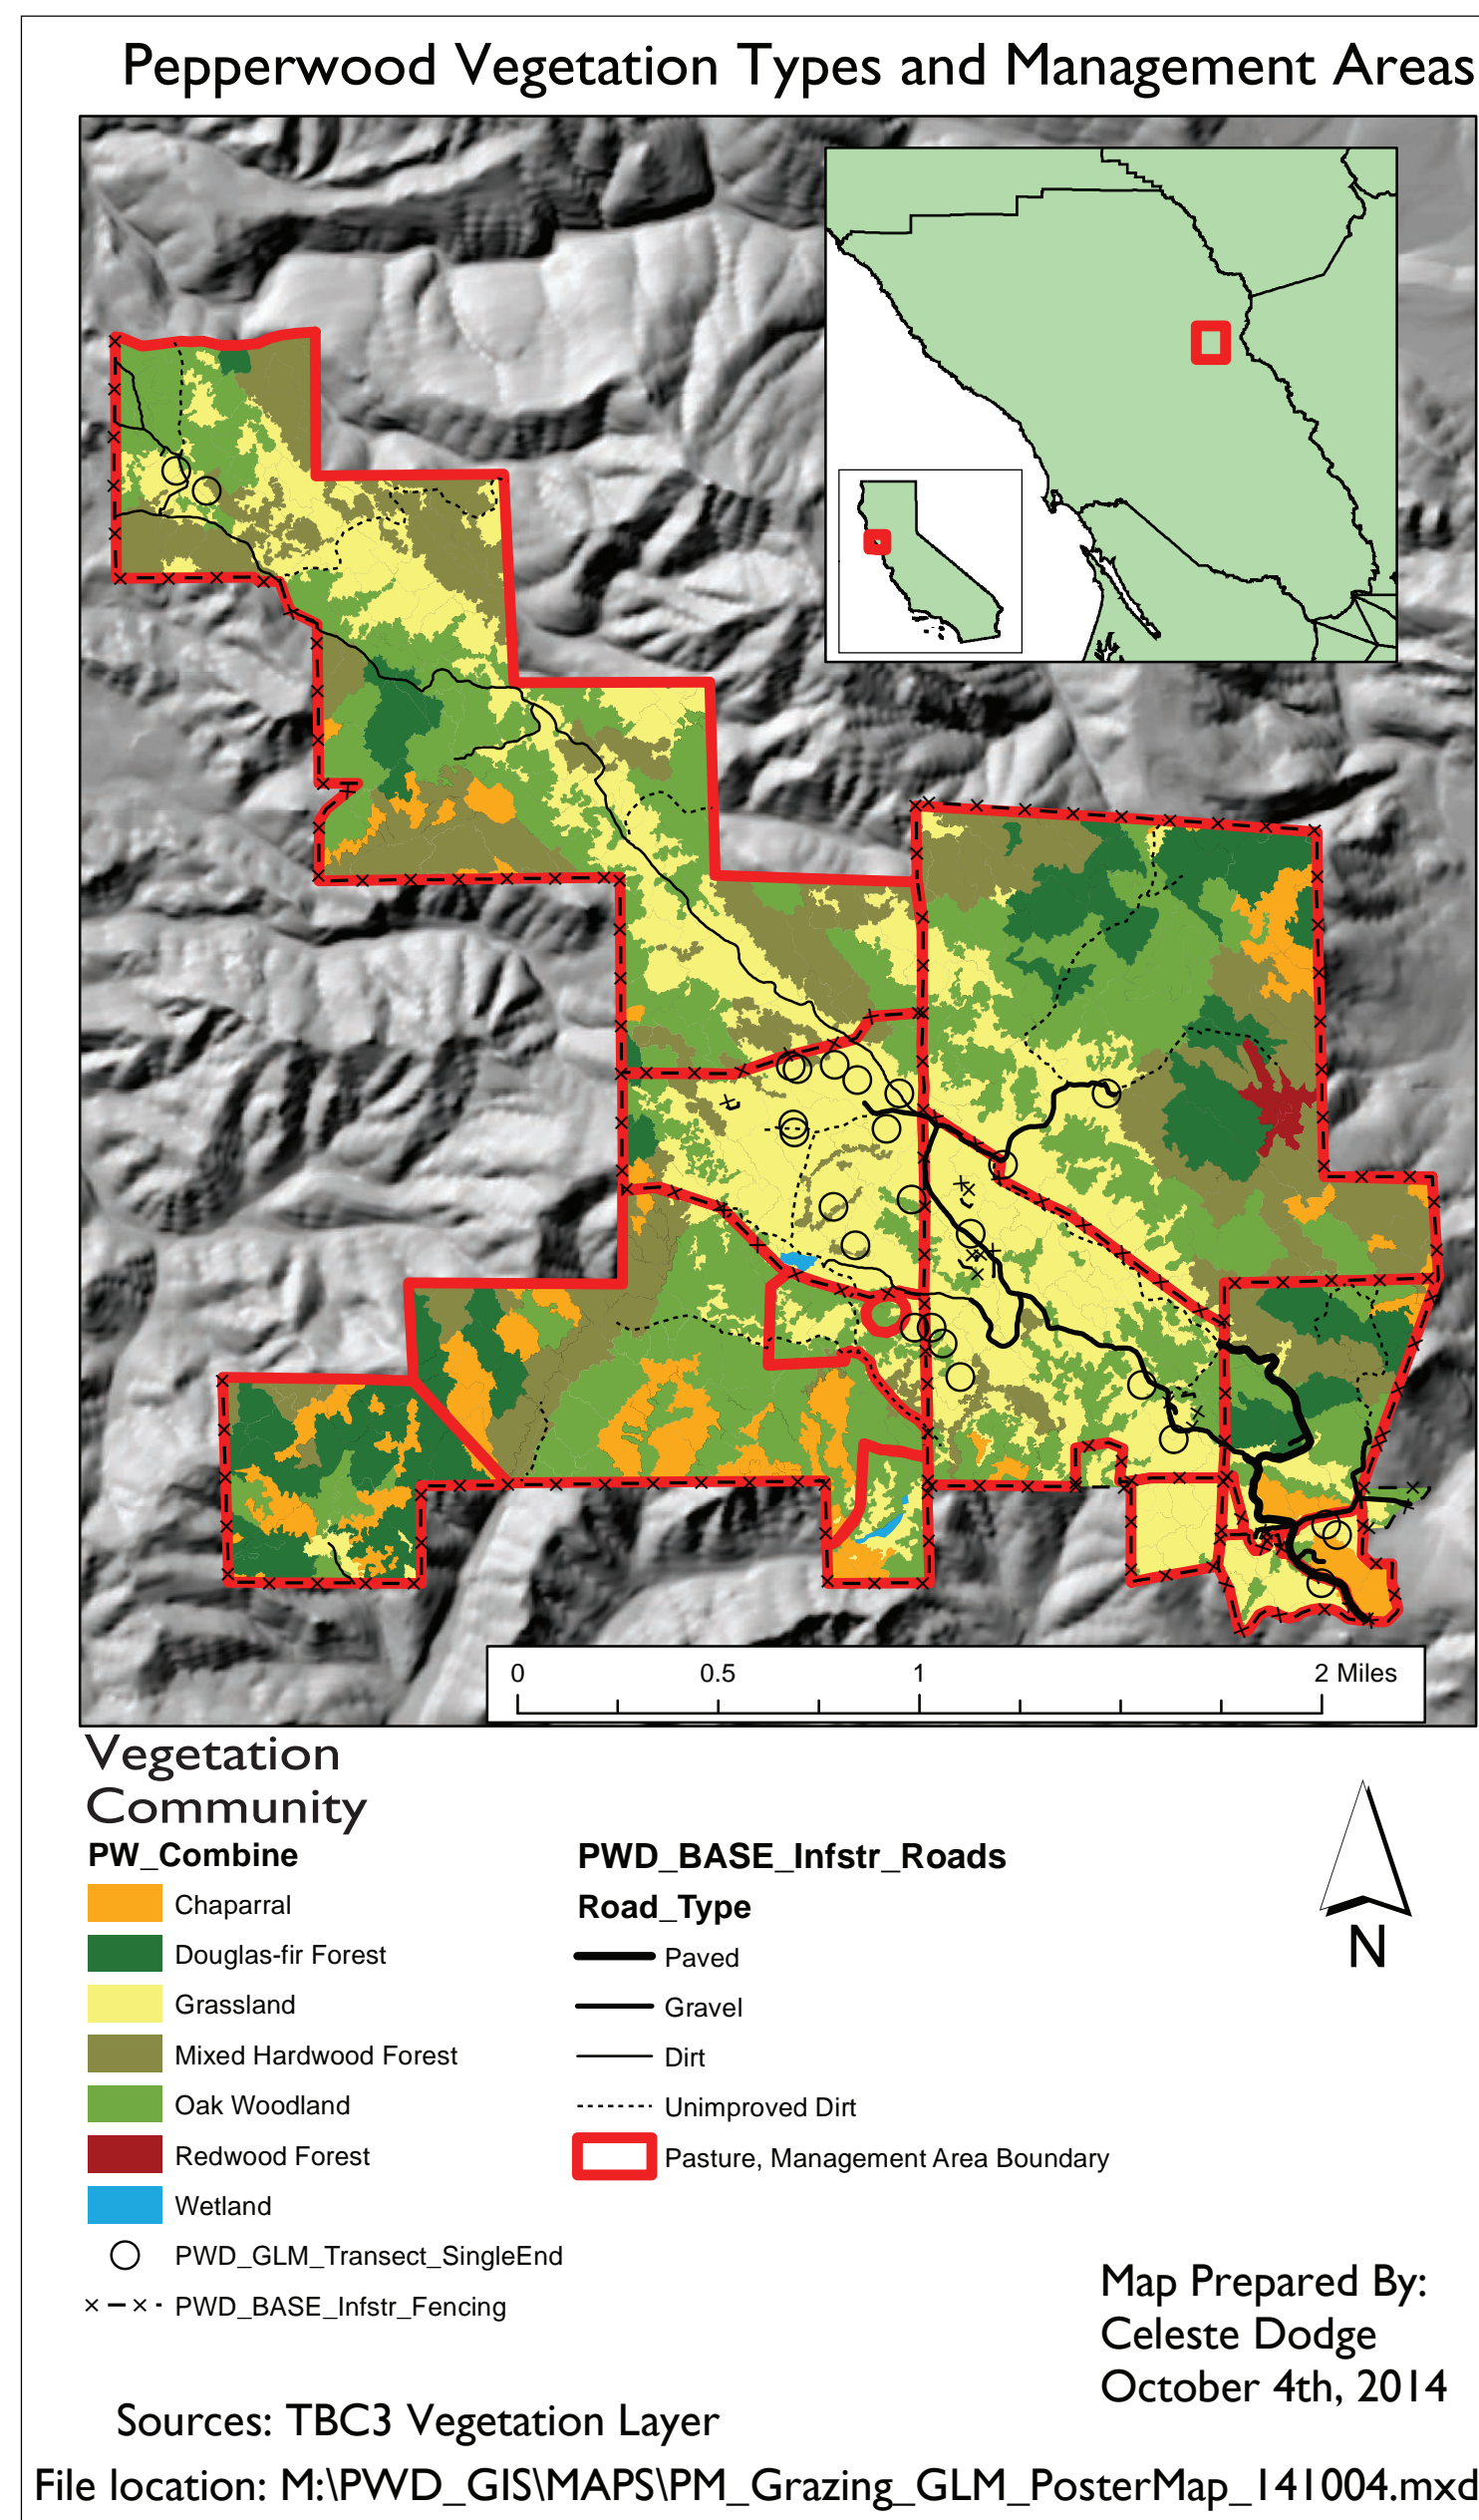 Pepperwood Vegetation Types and Management Areas
0 0.5 1 2 Miles
Vegetation
Community
PW_Combine
Chaparral
Douglas-fir Forest
Grassland
Mixed Hardwood Forest
Oak Woodland
Redwood Forest
Wetland
PWD_GLM_Transect_SingleEnd
PWD_BASE_Infstr_Fencing
PWD_BASE_Infstr_Roads
Road_Type
Paved
Gravel
Dirt
Unimproved Dirt
Pasture, Management Area Boundary
N
Map Prepared By:
Celeste Dodge
October 4th, 2014
Sources: TBC3 Vegetation Layer
File location: M:\PWD_GIS\MAPS\PM_Grazing_GLM_PosterMap_141004.mxd